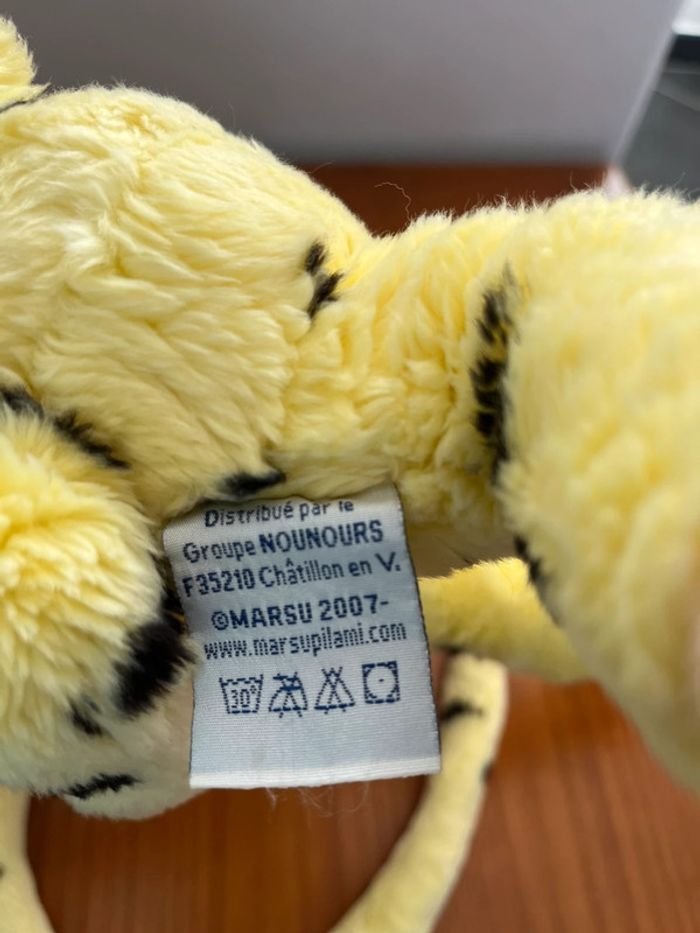 Distribué par le
Groupe NOUNOURS
F35210 Châtillon en V.
©MARSU 2007-
www.marsupilami.com
30°